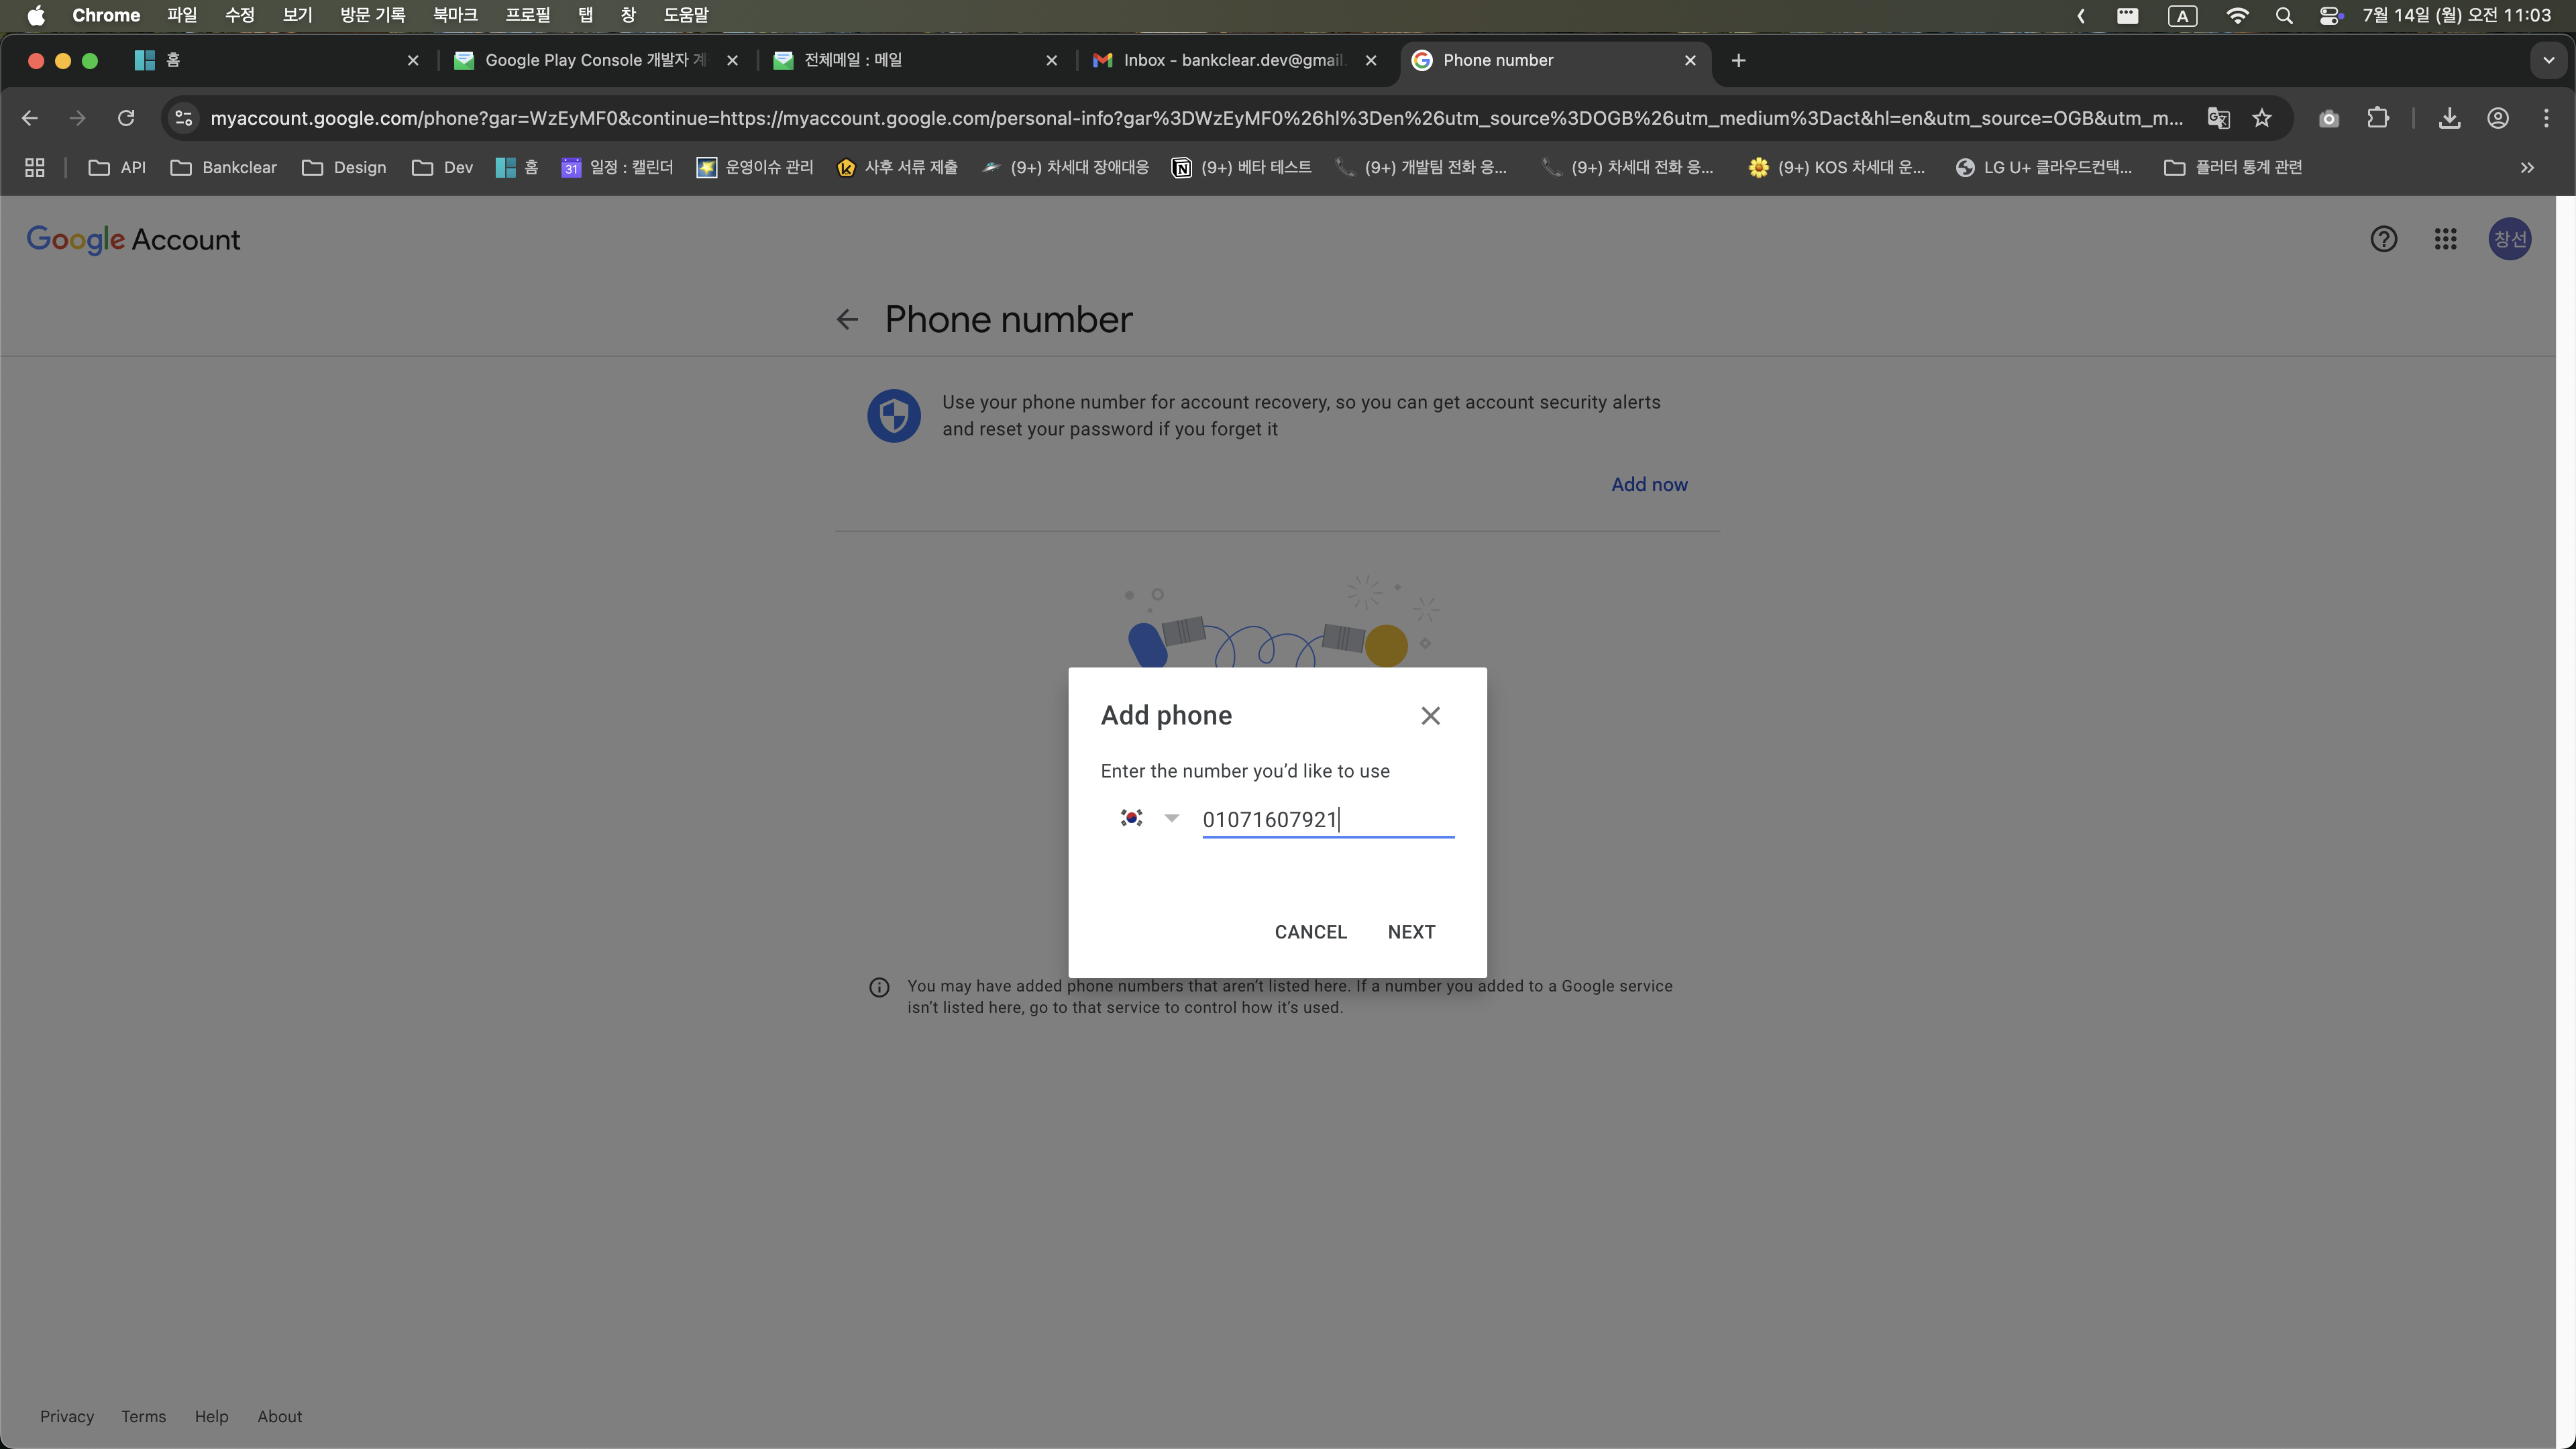 Chrome 파일 수정 보기 방문 기록 북마크 프로필 탭 창 도움말 A 7월 14일 (월) 오전 11:03
홈 Google Play Console 개발자 계 전체메일 : 메일 Inbox - bankclear.dev@gmail. Phone number
myaccount.google.com/phone?gar=WzEyMF0&continue=https://myaccount.google.com/personal-info?gar%3DWzEyMF0%26hl%3Den%26utm_source%3DOGB%26utm_medium%3Dact&hl=en&utm_source=OGB&utm_m...
API Bankclear Design Dev 홈 31 일정 : 캘린더 운영이슈 관리 사후 서류 제출 (9+) 차세대 장애대응 (9+) 베타 테스트 (9+) 개발팀 전화 응... (9+) 차세대 전화 응... (9+) KOS 차세대 운... LG U+ 클라우드컨택... 플러터 통계 관련
Google Account 창선
Phone number
Use your phone number for account recovery, so you can get account security alerts
and reset your password if you forget it
Add now
Add phone
Enter the number you’d like to use
01071607921
CANCEL NEXT
You may have added phone numbers that aren’t listed here. If a number you added to a Google service
isn’t listed here, go to that service to control how it’s used.
Privacy Terms Help About